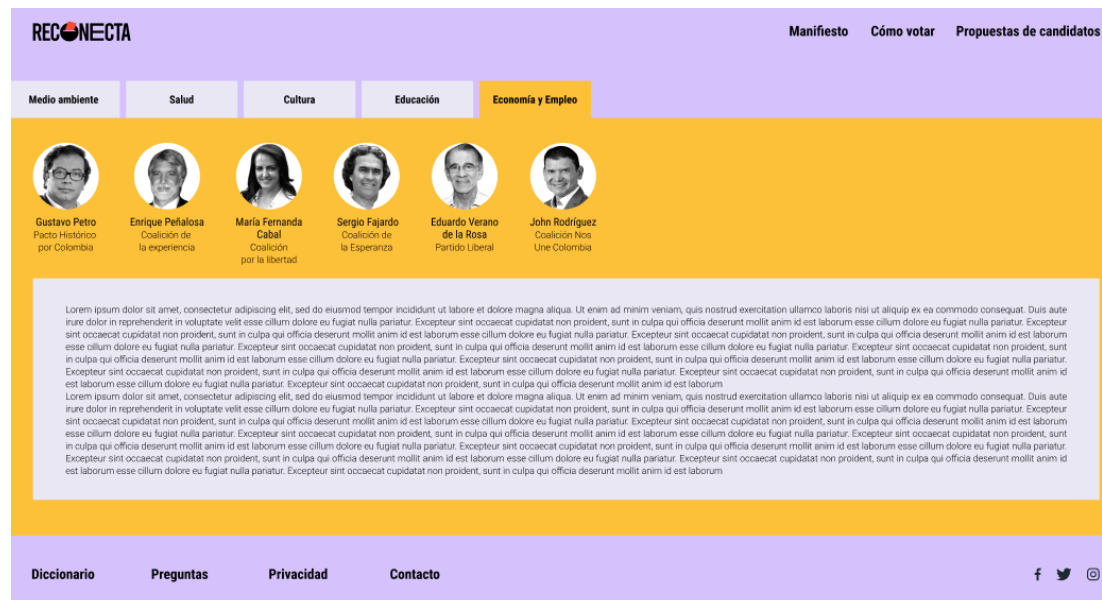 RECONECTA
Manifiesto Cómo votar Propuestas de candidatos
Medio ambiente Salud Cultura Educación Economía y Empleo
Gustavo Petro
Pacto Histórico
por Colombia
Enrique Peñalosa
Coalición de
la experiencia
María Fernanda
Cabal
Coalición
por la libertad
Sergio Fajardo
Coalición de
la Esperanza
Eduardo Verano
de la Rosa
Partido Liberal
John Rodríguez
Coalición Nos
Une Colombia
Lorem ipsum dolor sit amet, consectetur adipiscing elit, sed do eiusmod tempor incididunt ut labore et dolore magna aliqua. Ut enim ad minim veniam, quis nostrud exercitation ullamco laboris nisi ut aliquip ex ea commodo consequat. Duis aute
irure dolor in reprehenderit in voluptate velit esse cillum dolore eu fugiat nulla pariatur. Excepteur sint occaecat cupidatat non proident, sunt in culpa qui officia deserunt mollit anim id est laborum esse cillum dolore eu fugiat nulla pariatur. Excepteur
sint occaecat cupidatat non proident, sunt in culpa qui officia deserunt mollit anim id est laborum esse cillum dolore eu fugiat nulla pariatur. Excepteur sint occaecat cupidatat non proident, sunt in culpa qui officia deserunt mollit anim id est laborum
esse cillum dolore eu fugiat nulla pariatur. Excepteur sint occaecat cupidatat non proident, sunt in culpa qui officia deserunt mollit anim id est laborum esse cillum dolore eu fugiat nulla pariatur. Excepteur sint occaecat cupidatat non proident, sunt
in culpa qui officia deserunt mollit anim id est laborum esse cillum dolore eu fugiat nulla pariatur. Excepteur sint occaecat cupidatat non proident, sunt in culpa qui officia deserunt mollit anim id est laborum esse cillum dolore eu fugiat nulla pariatur.
Excepteur sint occaecat cupidatat non proident, sunt in culpa qui officia deserunt mollit anim id est laborum esse cillum dolore eu fugiat nulla pariatur. Excepteur sint occaecat cupidatat non proident, sunt in culpa qui officia deserunt mollit anim id
est laborum esse cillum dolore eu fugiat nulla pariatur. Excepteur sint occaecat cupidatat non proident, sunt in culpa qui officia deserunt mollit anim id est laborum
Lorem ipsum dolor sit amet, consectetur adipiscing elit, sed do eiusmod tempor incididunt ut labore et dolore magna aliqua. Ut enim ad minim veniam, quis nostrud exercitation ullamco laboris nisi ut aliquip ex ea commodo consequat. Duis aute
irure dolor in reprehenderit in voluptate velit esse cillum dolore eu fugiat nulla pariatur. Excepteur sint occaecat cupidatat non proident, sunt in culpa qui officia deserunt mollit anim id est laborum esse cillum dolore eu fugiat nulla pariatur. Excepteur
sint occaecat cupidatat non proident, sunt in culpa qui officia deserunt mollit anim id est laborum esse cillum dolore eu fugiat nulla pariatur. Excepteur sint occaecat cupidatat non proident, sunt in culpa qui officia deserunt mollit anim id est laborum
esse cillum dolore eu fugiat nulla pariatur. Excepteur sint occaecat cupidatat non proident, sunt in culpa qui officia deserunt mollit anim id est laborum esse cillum dolore eu fugiat nulla pariatur. Excepteur sint occaecat cupidatat non proident, sunt
in culpa qui officia deserunt mollit anim id est laborum esse cillum dolore eu fugiat nulla pariatur. Excepteur sint occaecat cupidatat non proident, sunt in culpa qui officia deserunt mollit anim id est laborum esse cillum dolore eu fugiat nulla pariatur.
Excepteur sint occaecat cupidatat non proident, sunt in culpa qui officia deserunt mollit anim id est laborum esse cillum dolore eu fugiat nulla pariatur. Excepteur sint occaecat cupidatat non proident, sunt in culpa qui officia deserunt mollit anim id
est laborum esse cillum dolore eu fugiat nulla pariatur. Excepteur sint occaecat cupidatat non proident, sunt in culpa qui officia deserunt mollit anim id est laborum
Diccionario Preguntas Privacidad Contacto